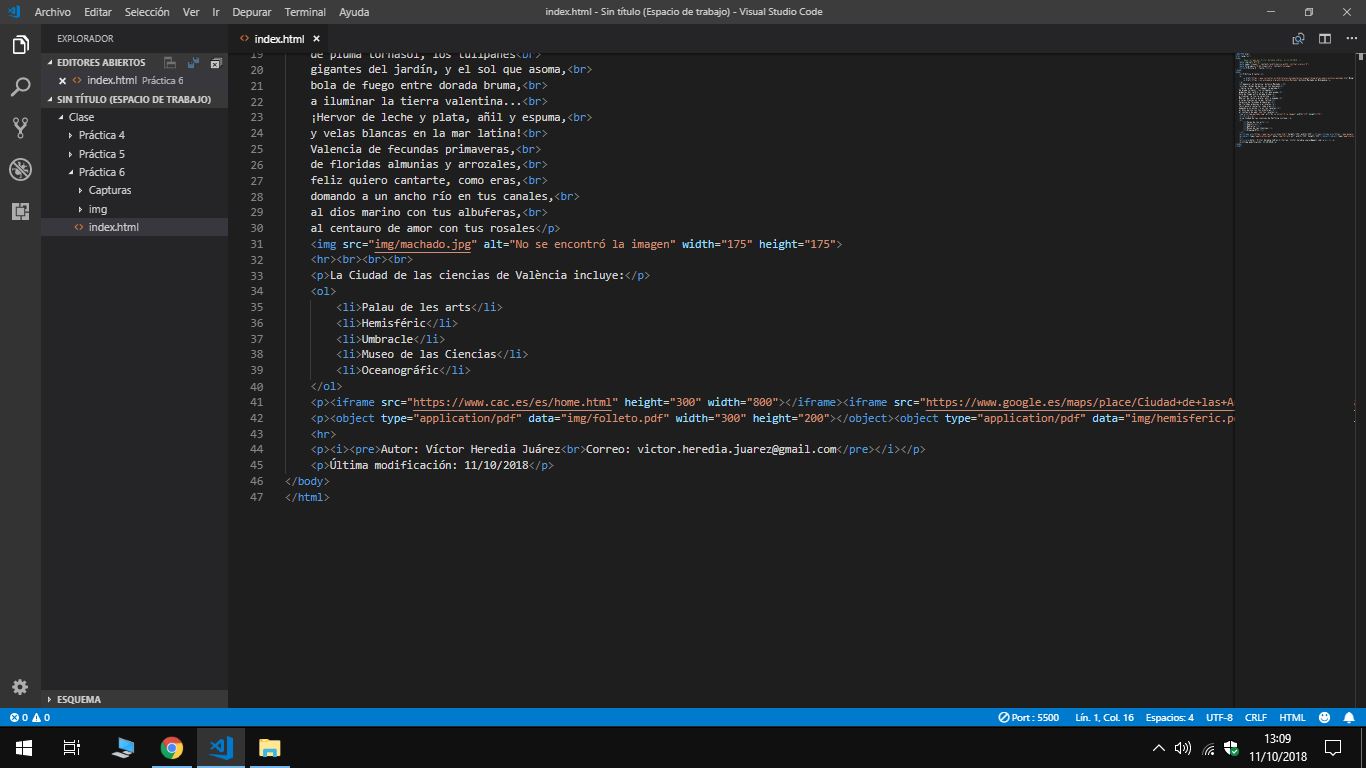 Archivo Editar Selección Ver Ir Depurar Terminal Ayuda
index.html - Sin título (Espacio de trabajo) - Visual Studio Code
EXPLORADOR
EDITORES ABIERTOS
index.html Práctica 6
SIN TÍTULO (ESPACIO DE TRABAJO)
Clase
Práctica 4
Práctica 5
Práctica 6
Capturas
img
index.html
ESQUEMA
index.html
19 de pluma tornasol, los tulipanes<br>
20 gigantes del jardín, y el sol que asoma,<br>
21 bola de fuego entre dorada bruma,<br>
22 a iluminar la tierra valentina...<br>
23 ¡Hervor de leche y plata, añil y espuma,<br>
24 y velas blancas en la mar latina!<br>
25 Valencia de fecundas primaveras,<br>
26 de floridas almunias y arrozales,<br>
27 feliz quiero cantarte, como eras,<br>
28 domando a un ancho río en tus canales,<br>
29 al dios marino con tus albuferas,<br>
30 al centauro de amor con tus rosales</p>
31 <img src="img/machado.jpg" alt="No se encontró la imagen" width="175" height="175">
32 <hr><br><br><br>
33 <p>La Ciudad de las ciencias de València incluye:</p>
34 <ol>
35 <li>Palau de les arts</li>
36 <li>Hemisféric</li>
37 <li>Umbracle</li>
38 <li>Museo de las Ciencias</li>
39 <li>Oceanográfic</li>
40 </ol>
41 <p><iframe src="https://www.cac.es/es/home.html" height="300" width="800"></iframe><iframe src="https://www.google.es/maps/place/Ciudad+de+las+A
42 <p><object type="application/pdf" data="img/folleto.pdf" width="300" height="200"></object><object type="application/pdf" data="img/hemisferic.p
43 <hr>
44 <p><i><pre>Autor: Víctor Heredia Juárez<br>Correo: victor.heredia.juarez@gmail.com</pre></i></p>
45 <p>Última modificación: 11/10/2018</p>
46 </body>
47 </html>
0 0
Port : 5500 Lín. 1, Col. 16 Espacios: 4 UTF-8 CRLF HTML
13:09
11/10/2018